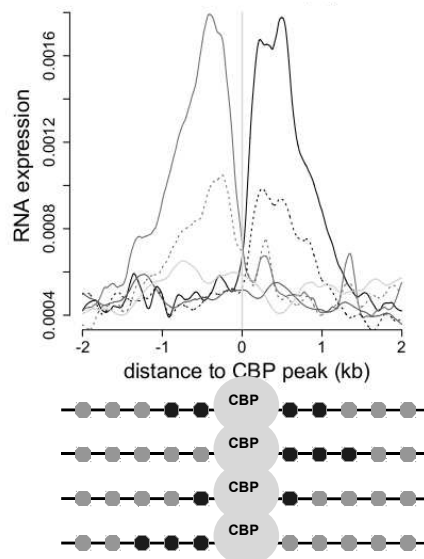 RNA expression
0.0016
0.0012
0.0008
0.0004
-2 -1 0 1 2
distance to CBP peak (kb)
CBP
CBP
CBP
CBP